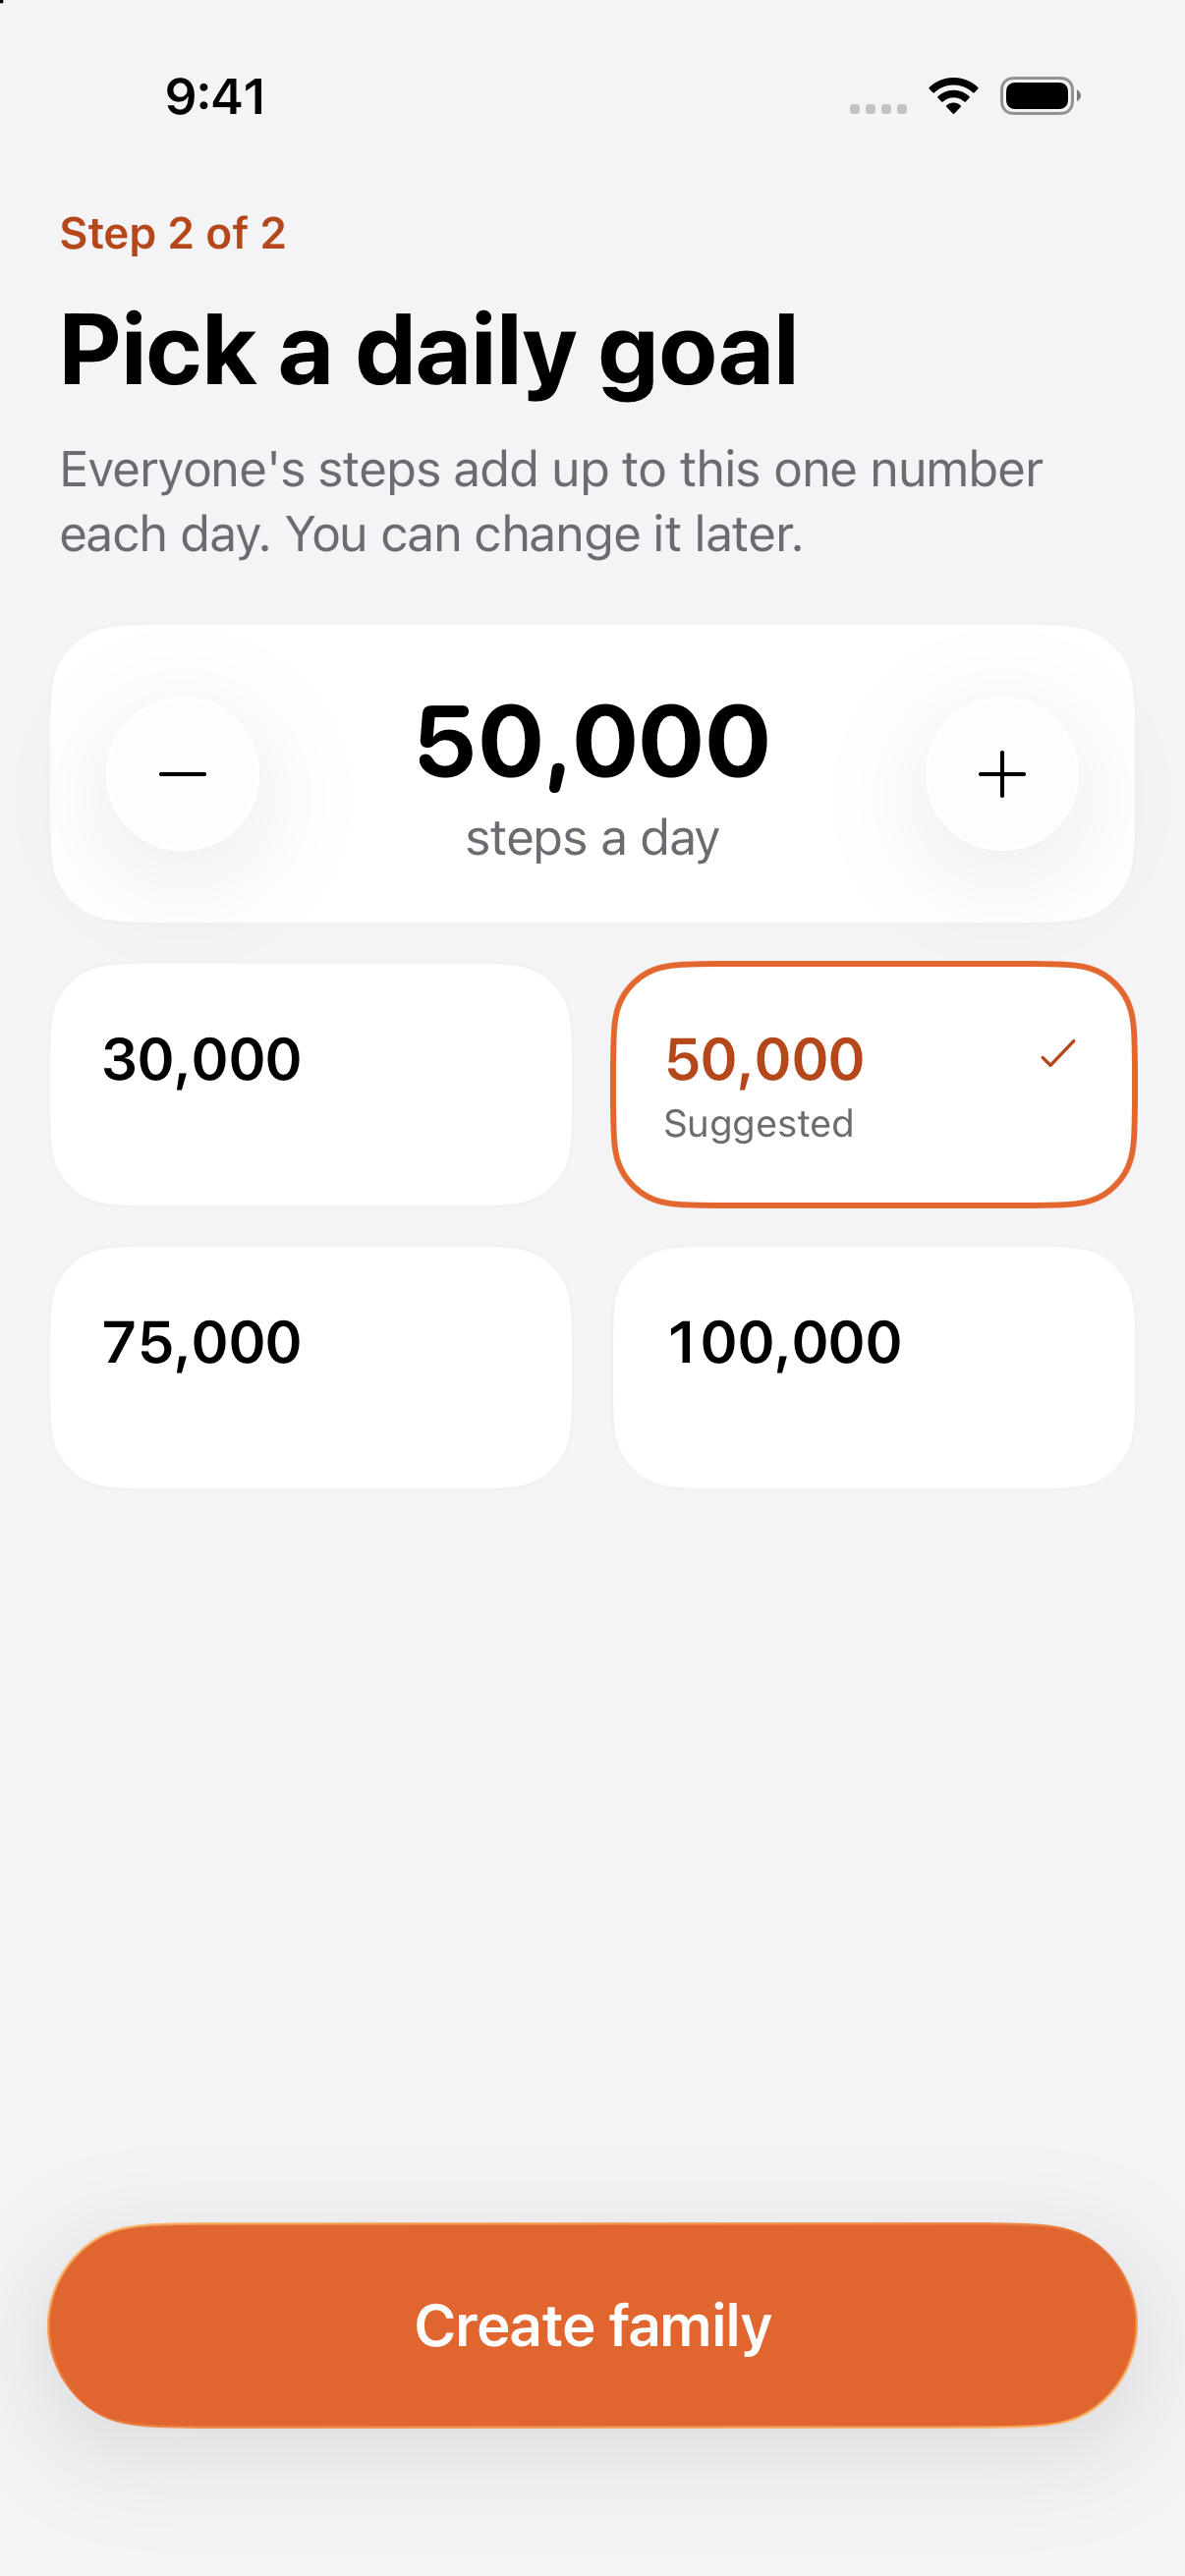 9:41
Step 2 of 2
Pick a daily goal
Everyone's steps add up to this one number
each day. You can change it later.
50,000
steps a day
30,000
50,000
Suggested
75,000
100,000
Create family